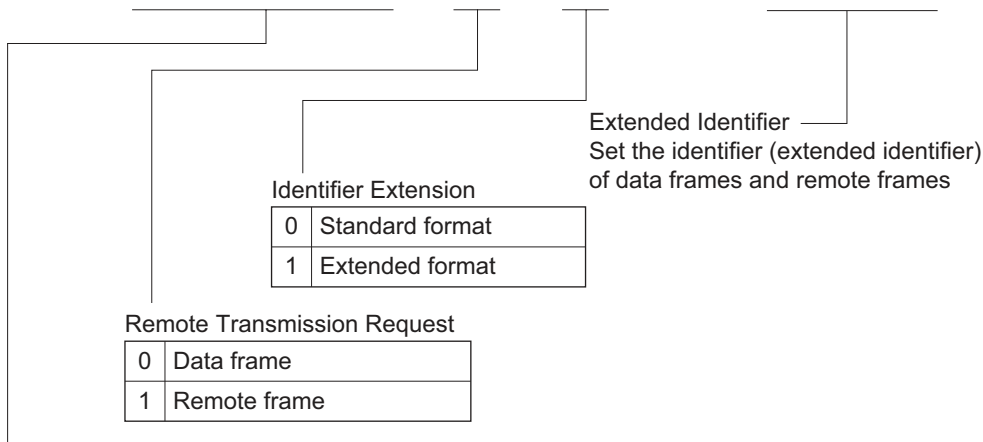 Extended Identifier
Set the identifier (extended identifier)
of data frames and remote frames
Identifier Extension
0 Standard format
1 Extended format
Remote Transmission Request
0 Data frame
1 Remote frame